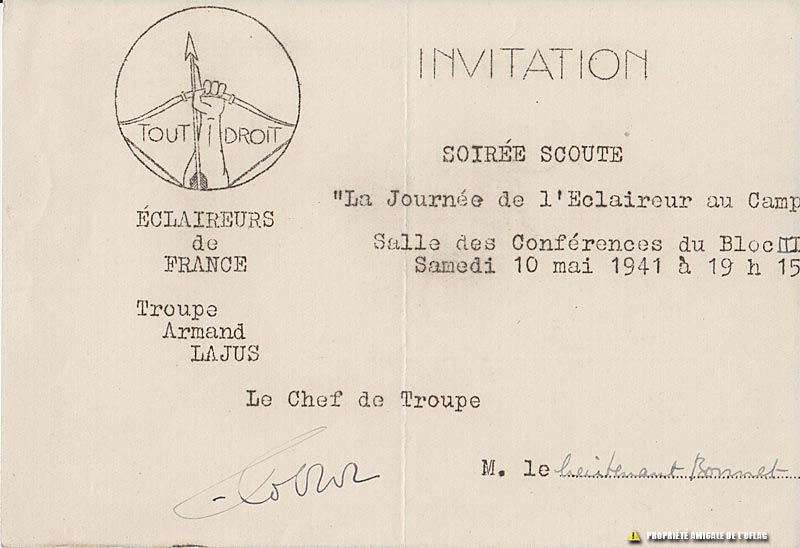 INVITATION
TOUT DROIT
SOIRÉE SCOUTE
"La Journée de l'Eclaireur au Camp
ÉCLAIREURS
de
FRANCE
Salle des Conférences du Bloc III
Samedi 10 mai 1941 à 19 h 15
Troupe
Armand
LAJUS
Le Chef de Troupe
M. le lieutenant Bonnet
PROPRIÉTÉ AMICALE DE L'OFLAG